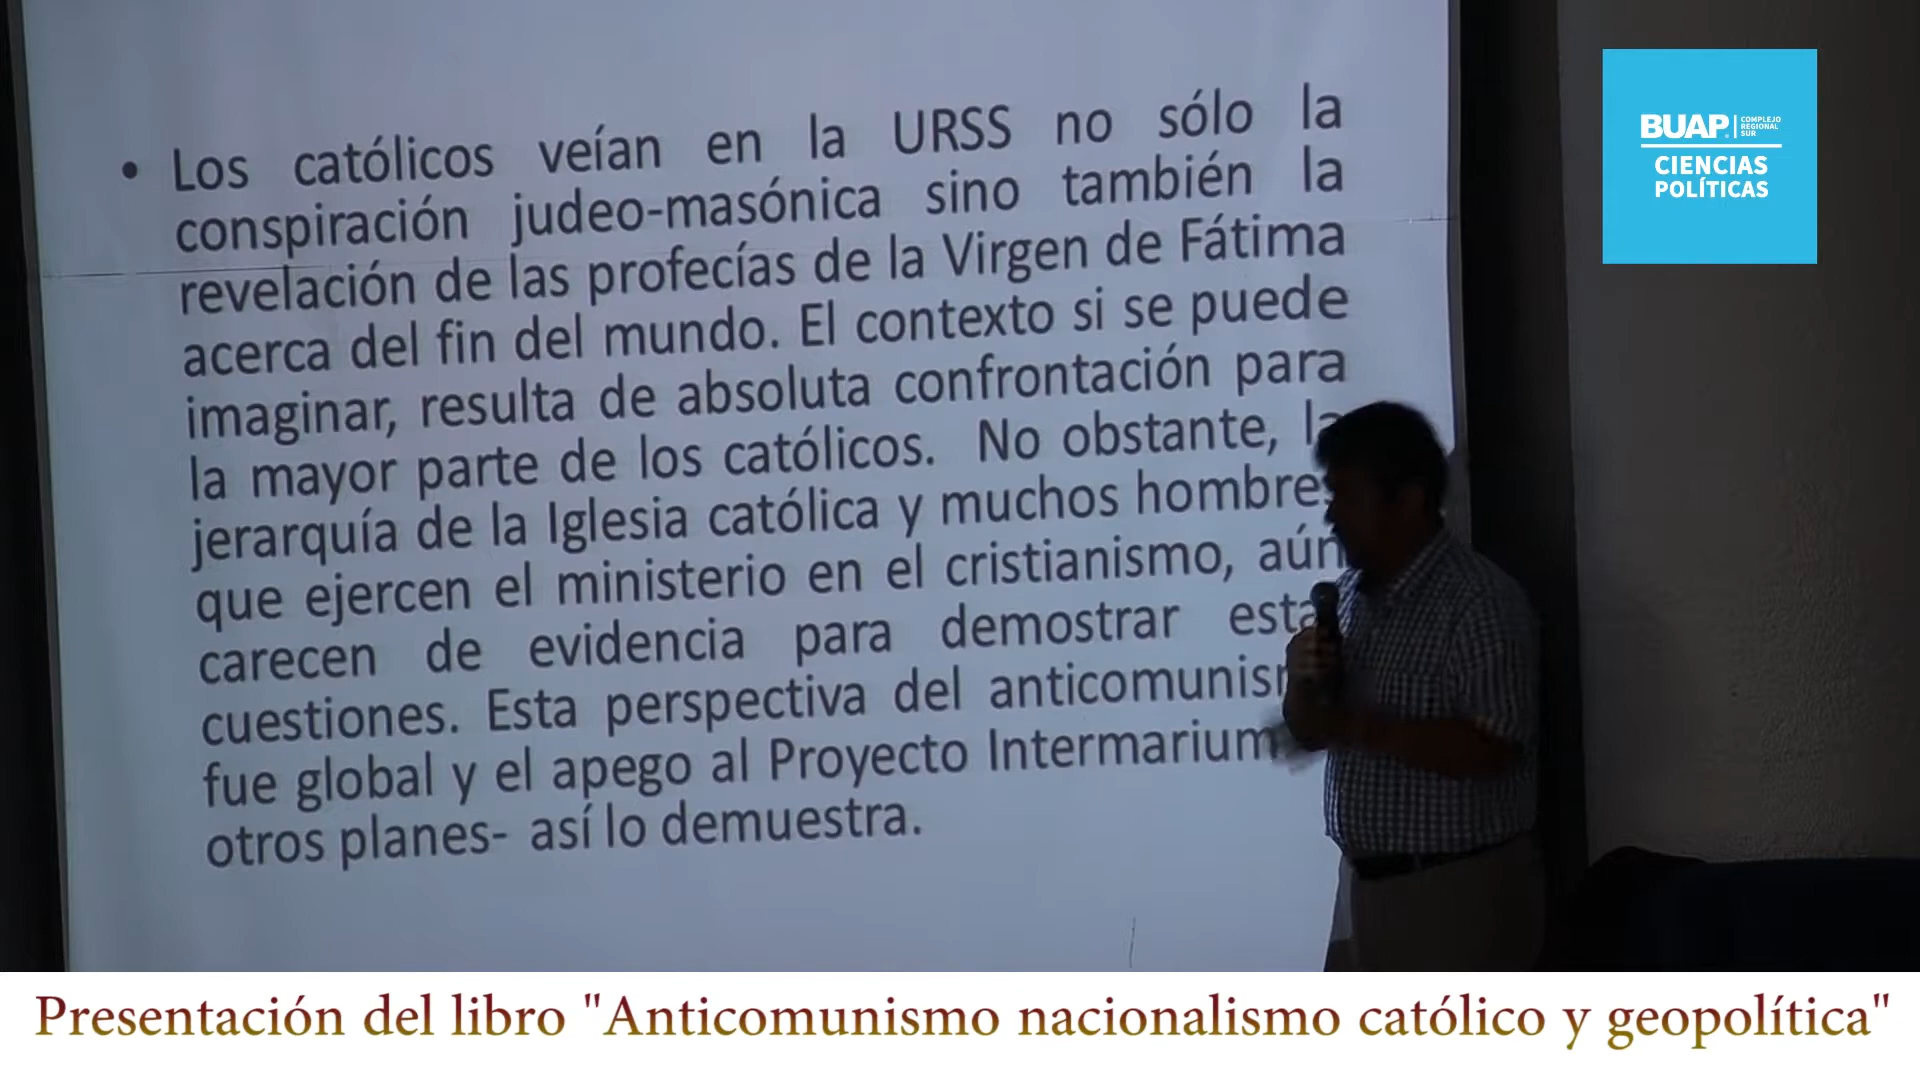 • Los católicos veían en la URSS no sólo la
conspiración judeo-masónica sino también la
revelación de las profecías de la Virgen de Fátima
acerca del fin del mundo. El contexto si se puede
imaginar, resulta de absoluta confrontación para
la mayor parte de los católicos. No obstante, la
jerarquía de la Iglesia católica y muchos hombres
que ejercen el ministerio en el cristianismo, aún
carecen de evidencia para demostrar
cuestiones. Esta perspectiva del
fue global y el apego al Proyecto Intermarium
otros planes- así lo demuestra.
BUAP
COMPLEJO
REGIONAL
SUR
CIENCIAS
POLÍTICAS
Presentación del libro "Anticomunismo nacionalismo católico y geopolítica"